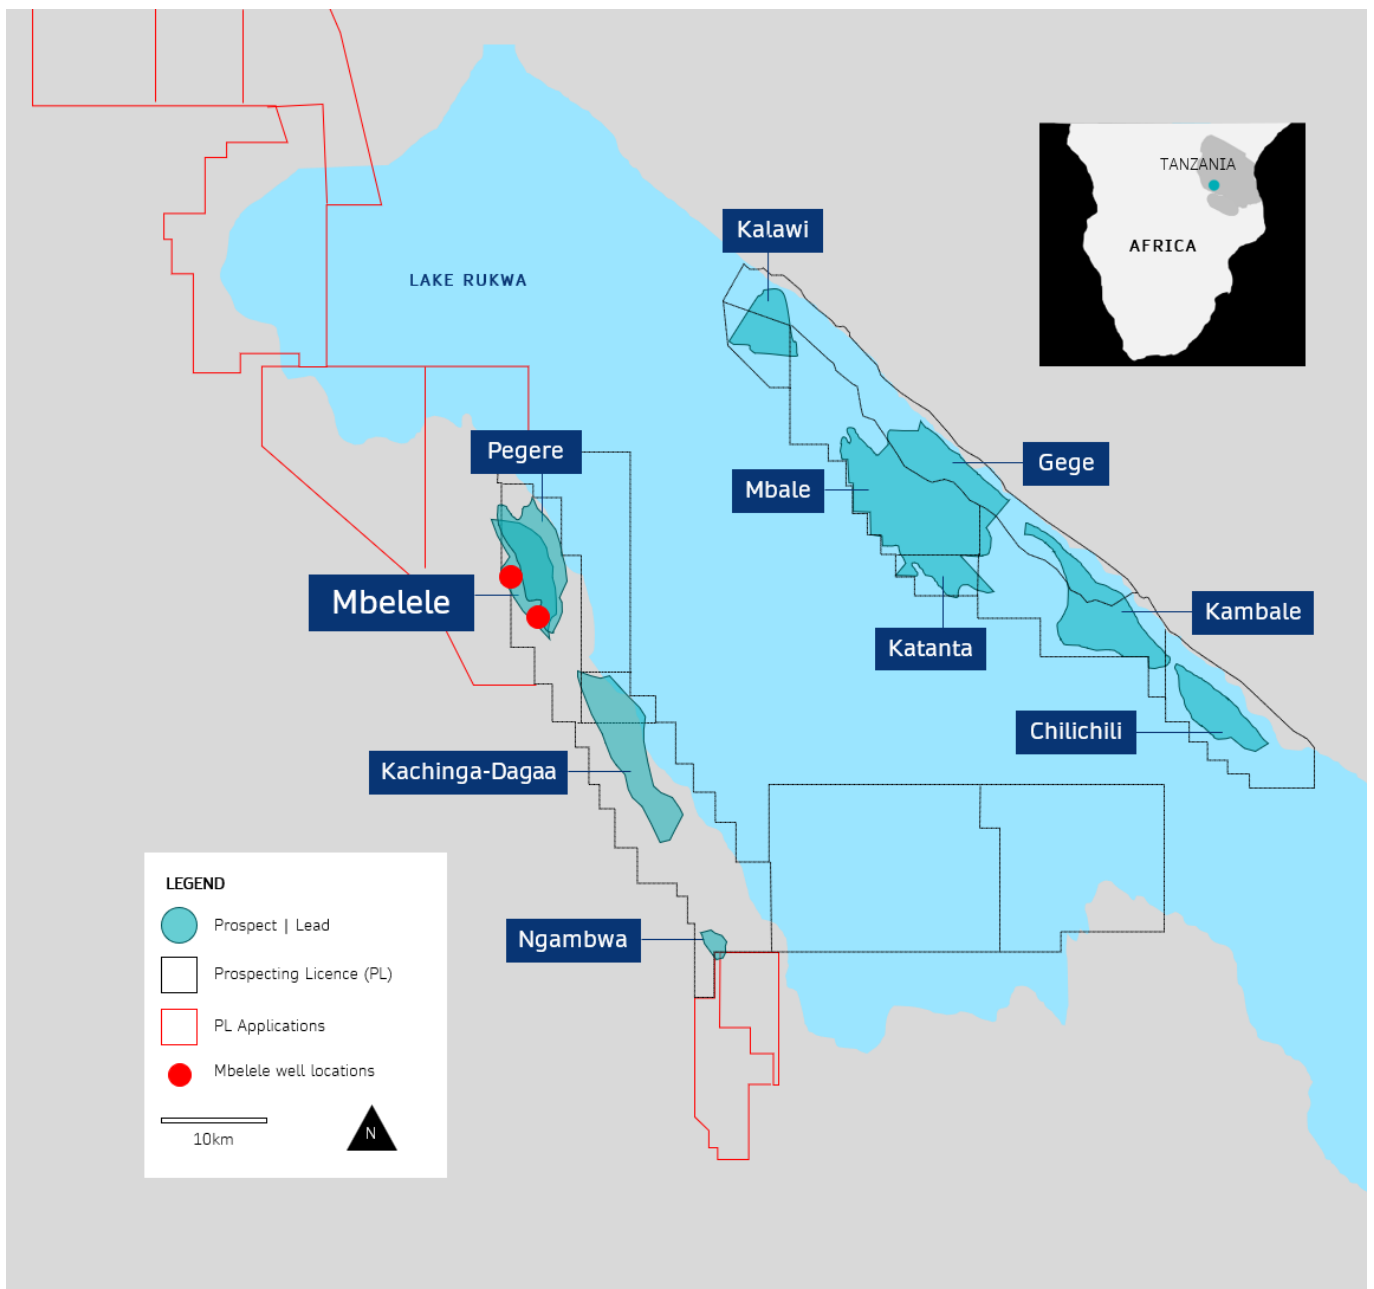 TANZANIA
AFRICA
Kalawi
LAKE RUKWA
Pegere
Gege
Mbale
Mbelele
Kambale
Katanta
Chilichili
Kachinga-Dagaa
Ngambwa
LEGEND
Prospect | Lead
Prospecting Licence (PL)
PL Applications
Mbelele well locations
10km
N